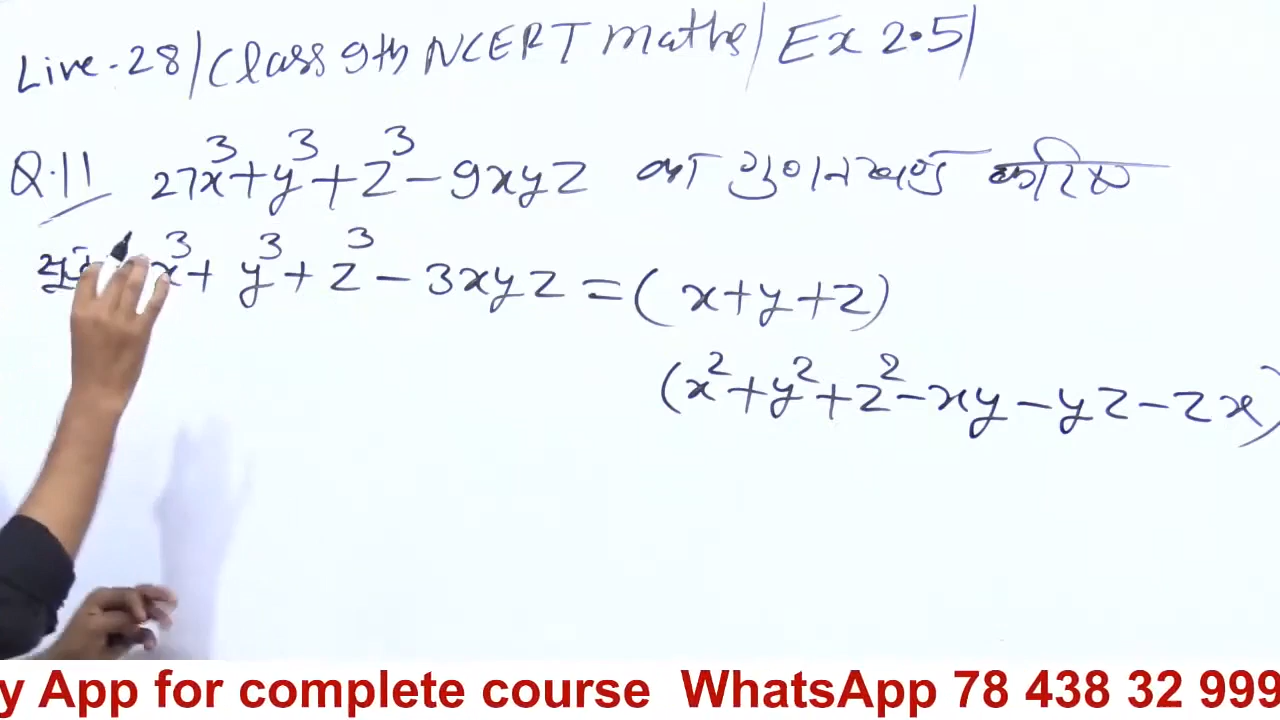 Live-28/Class 9th NCERT maths/Ex 2.5/
Q.11 27x³+y³+z³-9xyz का गुणनखण्ड करिए
x³+y³+z³-3xyz=(x+y+z)
(x²+y²+z²-xy-yz-zx)
y App for complete course WhatsApp 78 438 32 999